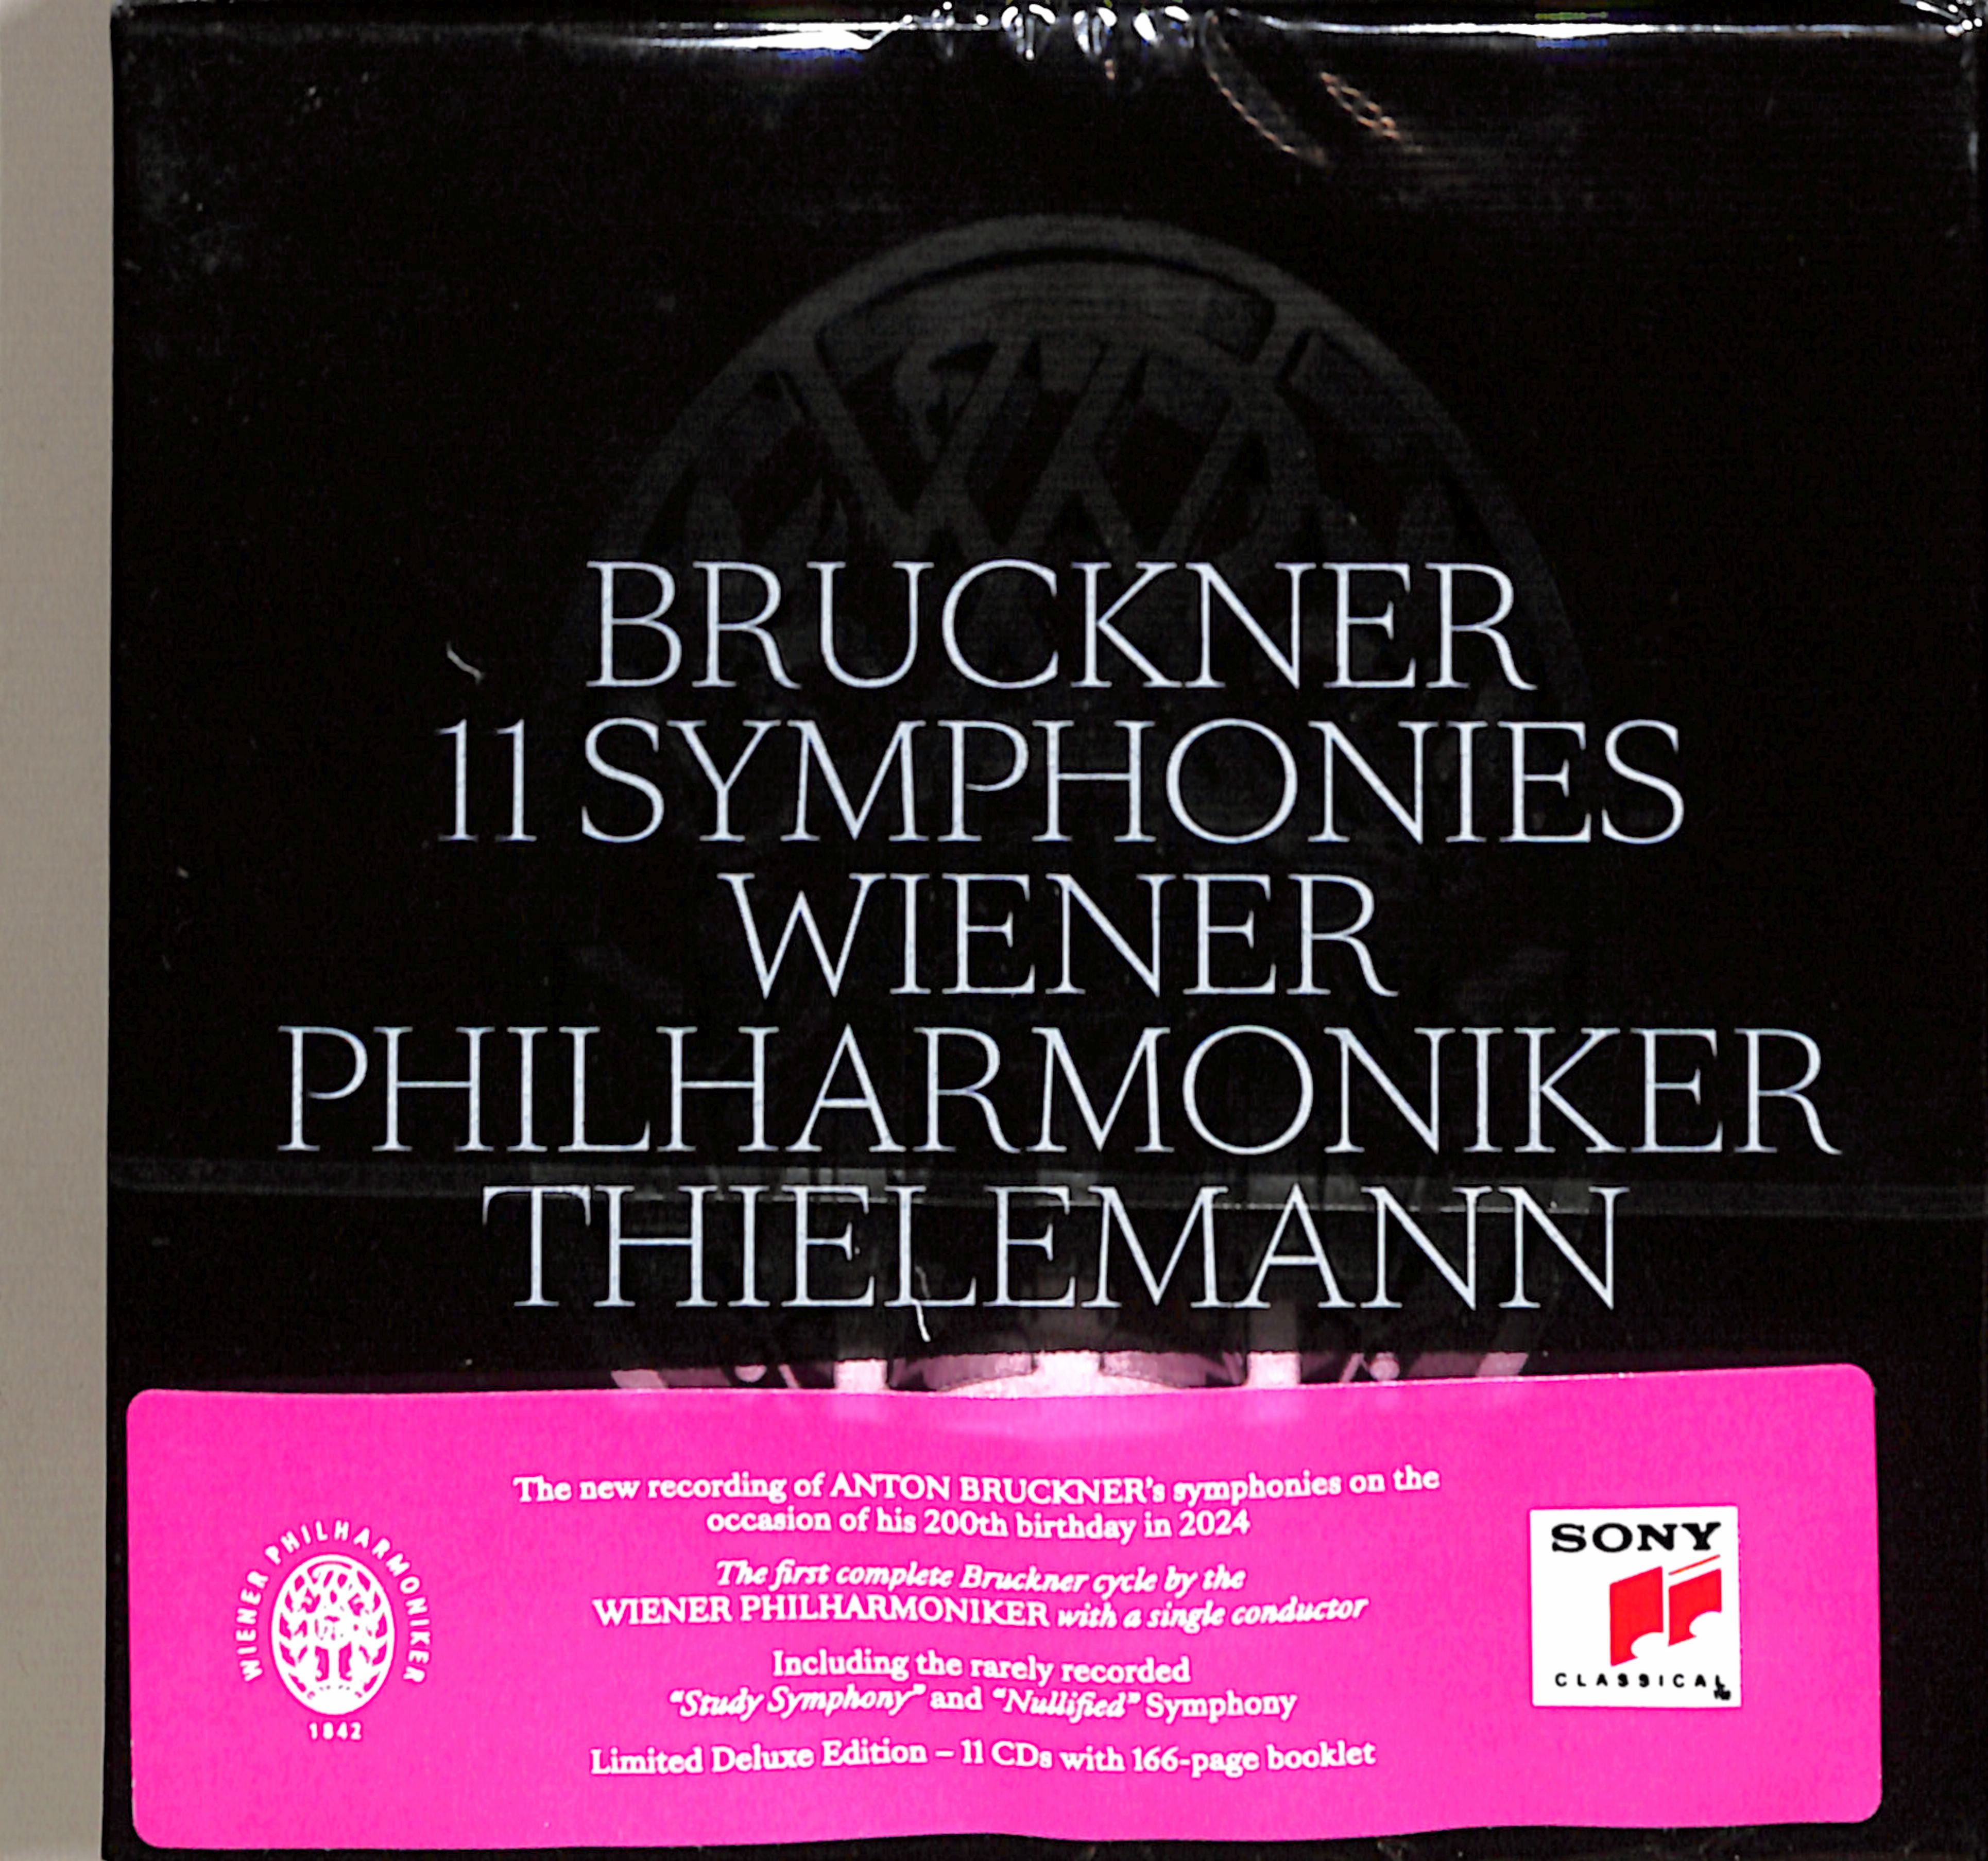 BRUCKNER
11 SYMPHONIES
WIENER
PHILHARMONIKER
THIELEMANN
The new recording of ANTON BRUCKNER's symphonies on the
occasion of his 200th birthday in 2024
The first complete Bruckner cycle by the
WIENER PHILHARMONIKER with a single conductor
Including the rarely recorded
“Study Symphony” and “Nullified” Symphony
Limited Deluxe Edition – 11 CDs with 166-page booklet
WIENER PHILHARMONIKER
1842
SONY
CLASSICAL
TM